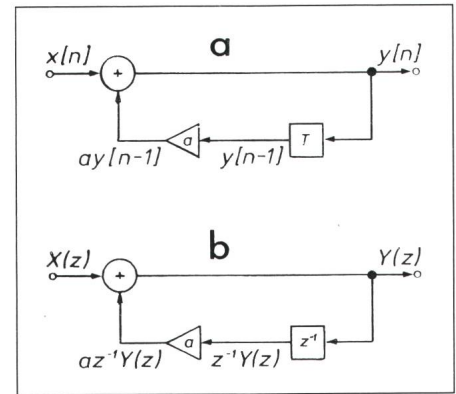 a
x[n] + y[n]
a T
ay[n-1] y[n-1]
b
X(z) + Y(z)
a z⁻¹
az⁻¹Y(z) z⁻¹Y(z)